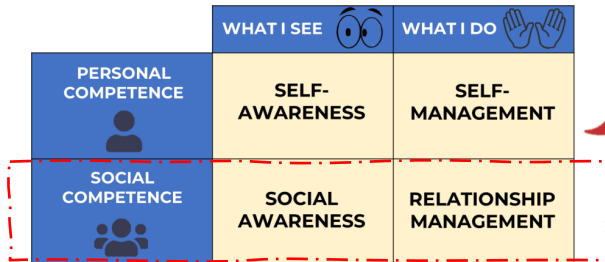 WHAT I SEE
WHAT I DO
PERSONAL
COMPETENCE
SELF-
AWARENESS
SELF-
MANAGEMENT
SOCIAL
COMPETENCE
SOCIAL
AWARENESS
RELATIONSHIP
MANAGEMENT